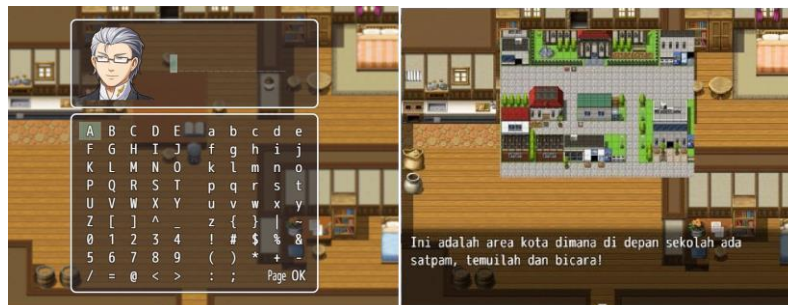 A B C D E a b c d e
F G H I J f g h i j
K L M N O k l m n o
P Q R S T p q r s t
U V W X Y u v w x y
Z [ ] ^ _ z { } | ~
0 1 2 3 4 ! # $ % &
5 6 7 8 9 ( ) * + -
/ = @ < > : ; Page OK
Ini adalah area kota dimana di depan sekolah ada
satpam, temuilah dan bicara!